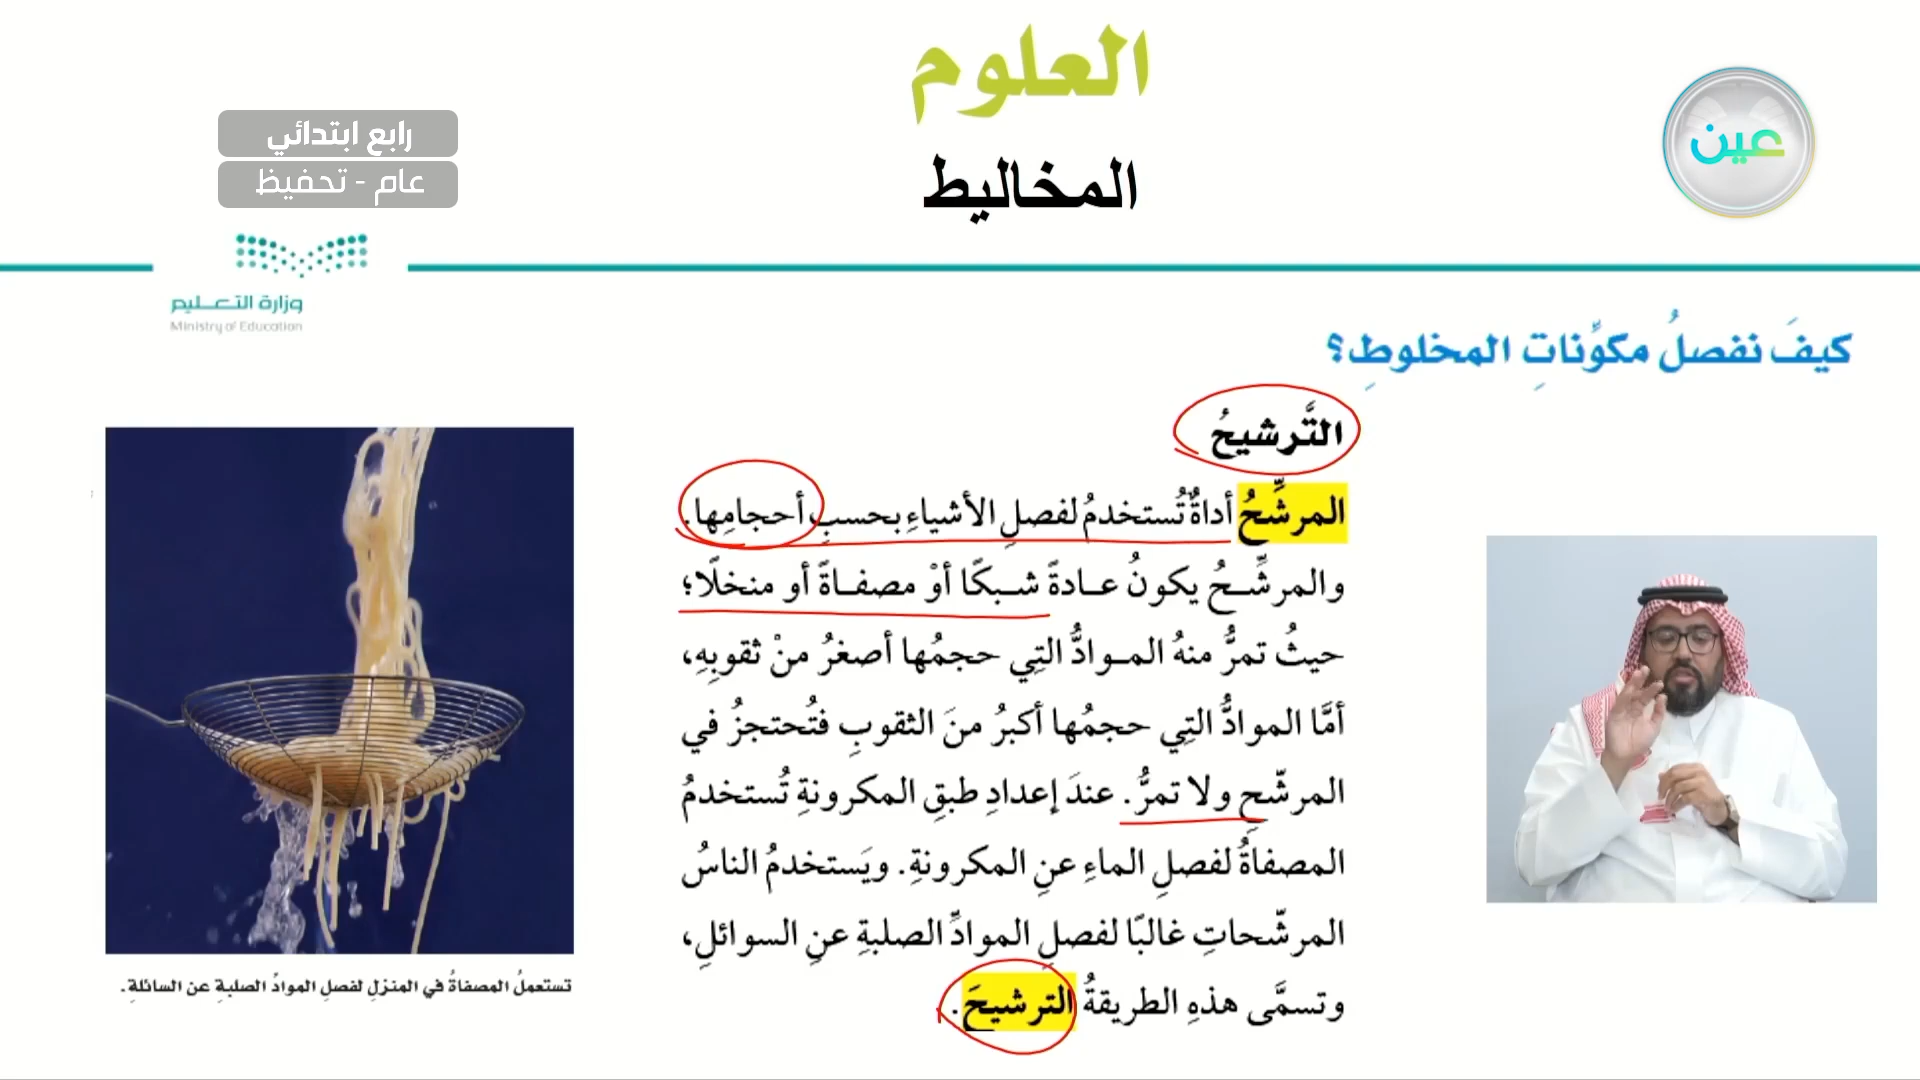 العلوم
المخاليط
عين
رابع ابتدائي
عام - تحفيظ
وزارة التعليم
Ministry of Education
كيفَ نفصلُ مكوِّناتِ المخلوطِ؟
التَّرشيحُ
المرشِّحُ أداةٌ تُستخدمُ لفصلِ الأشياءِ بحسبِ أحجامِها.
والمرشِّحُ يكونُ عادةً شبكًا أوْ مصفاةً أو منخلًا؛
حيثُ تمرُّ منهُ الموادُّ التِي حجمُها أصغرُ منْ ثقوبِهِ،
أمَّا الموادُّ التِي حجمُها أكبرُ منَ الثقوبِ فتُحتجزُ في
المرشّحِ ولا تمرُّ. عندَ إعدادِ طبقِ المكرونةِ تُستخدمُ
المصفاةُ لفصلِ الماءِ عنِ المكرونةِ. ويَستخدمُ الناسُ
المرشّحاتِ غالبًا لفصلِ الموادِّ الصلبةِ عنِ السوائلِ،
وتسمَّى هذهِ الطريقةُ الترشيحَ.
تستعملُ المصفاةُ في المنزلِ لفصلِ الموادِّ الصلبةِ عن السائلةِ.